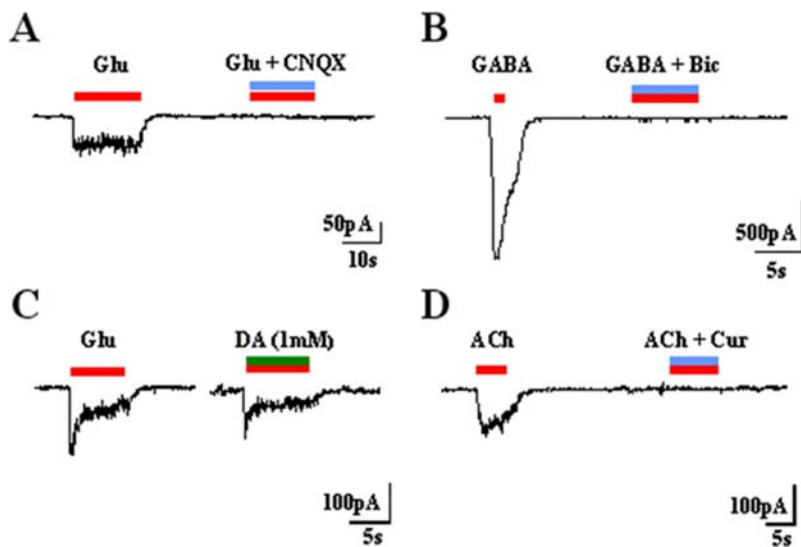 A
Glu
Glu + CNQX
50pA
10s
B
GABA
GABA + Bic
500pA
5s
C
Glu
DA (1mM)
100pA
5s
D
ACh
ACh + Cur
100pA
5s